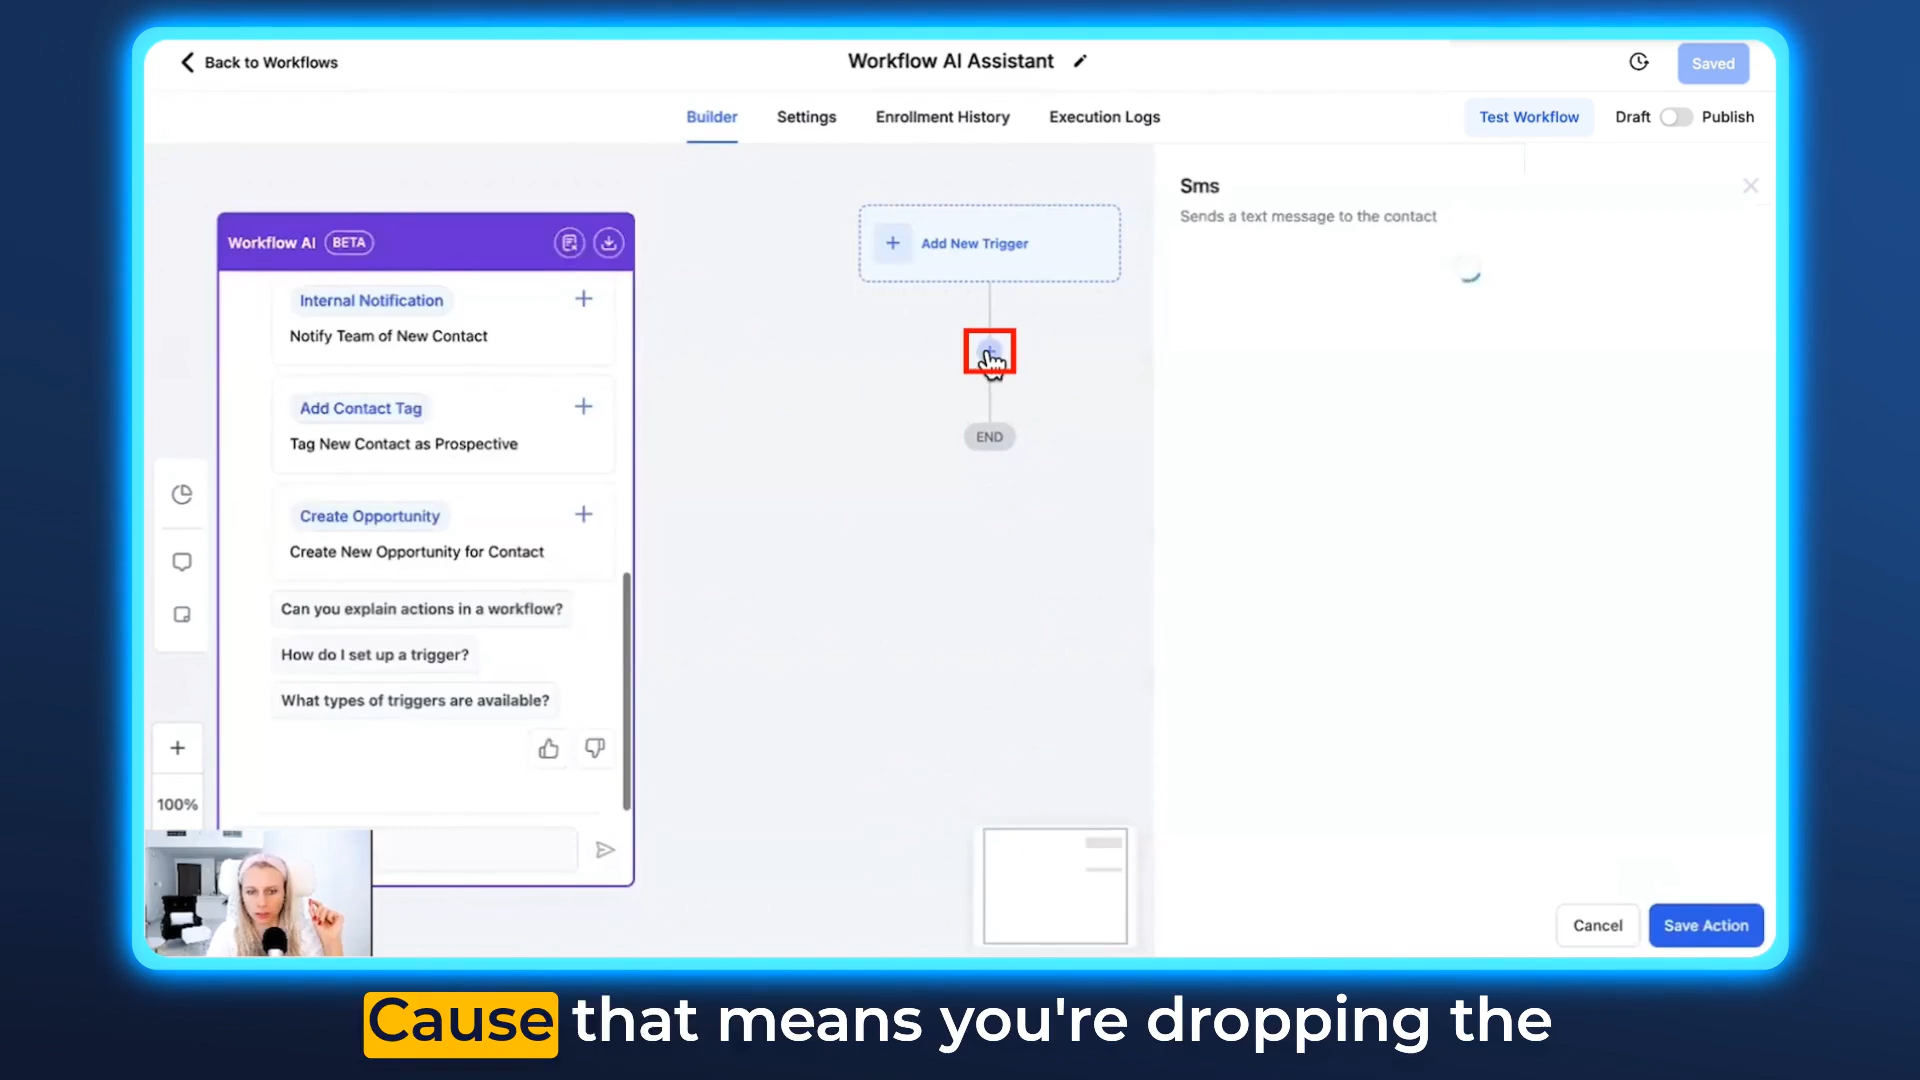 Back to Workflows
Workflow AI Assistant
Saved
Builder
Settings
Enrollment History
Execution Logs
Test Workflow
Draft
Publish
Workflow AI
BETA
Internal Notification
Notify Team of New Contact
Add Contact Tag
Tag New Contact as Prospective
Create Opportunity
Create New Opportunity for Contact
Can you explain actions in a workflow?
How do I set up a trigger?
What types of triggers are available?
100%
Add New Trigger
END
Sms
Sends a text message to the contact
Cancel
Save Action
Cause that means you're dropping the